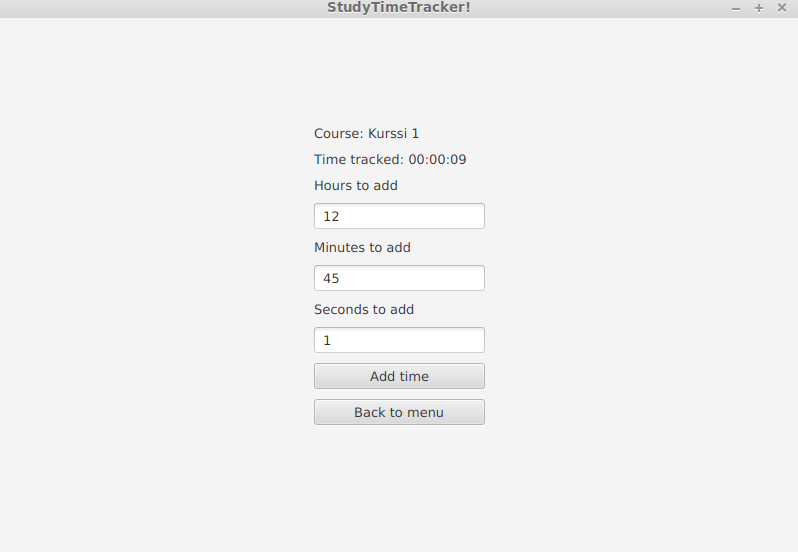 StudyTimeTracker!
Course: Kurssi 1
Time tracked: 00:00:09
Hours to add
12
Minutes to add
45
Seconds to add
1
Add time
Back to menu